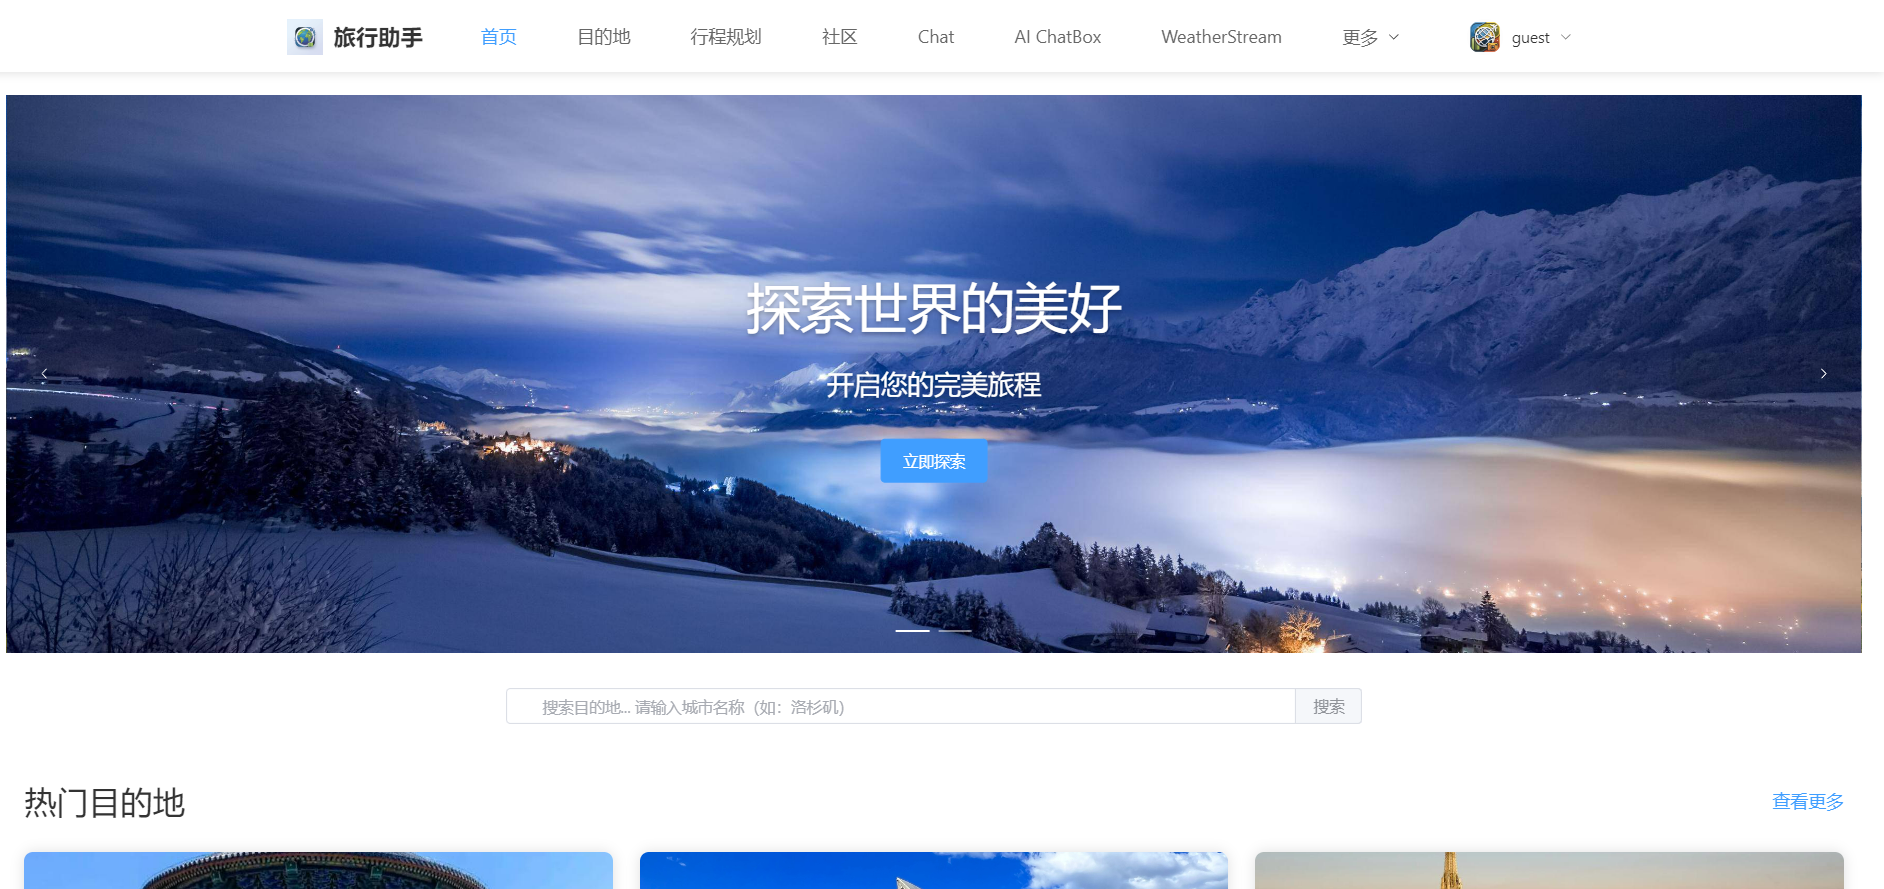 旅行助手
首页
目的地
行程规划
社区
Chat
AI ChatBox
WeatherStream
更多
guest
探索世界的美好
开启您的完美旅程
立即探索
搜索目的地... 请输入城市名称（如：洛杉矶）
搜索
热门目的地
查看更多